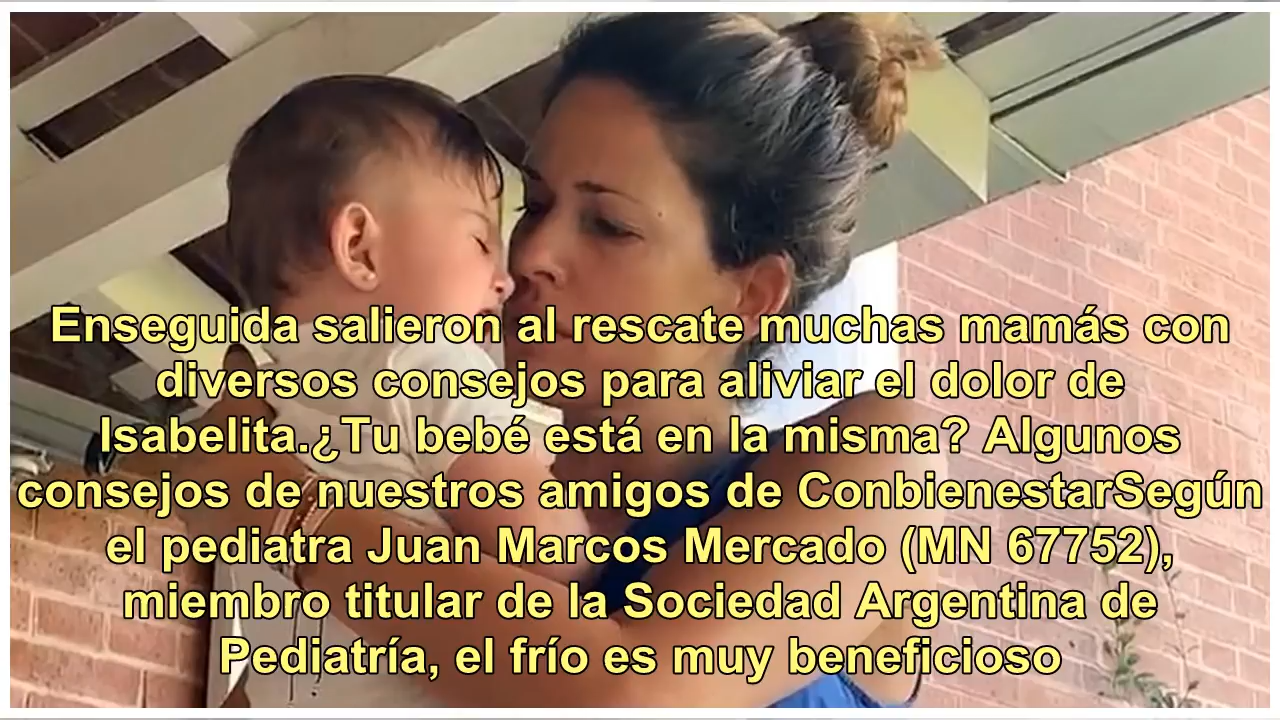 Enseguida salieron al rescate muchas mamás con
diversos consejos para aliviar el dolor de
Isabelita.¿Tu bebé está en la misma? Algunos
consejos de nuestros amigos de ConbienestarSegún
el pediatra Juan Marcos Mercado (MN 67752),
miembro titular de la Sociedad Argentina de
Pediatría, el frío es muy beneficioso